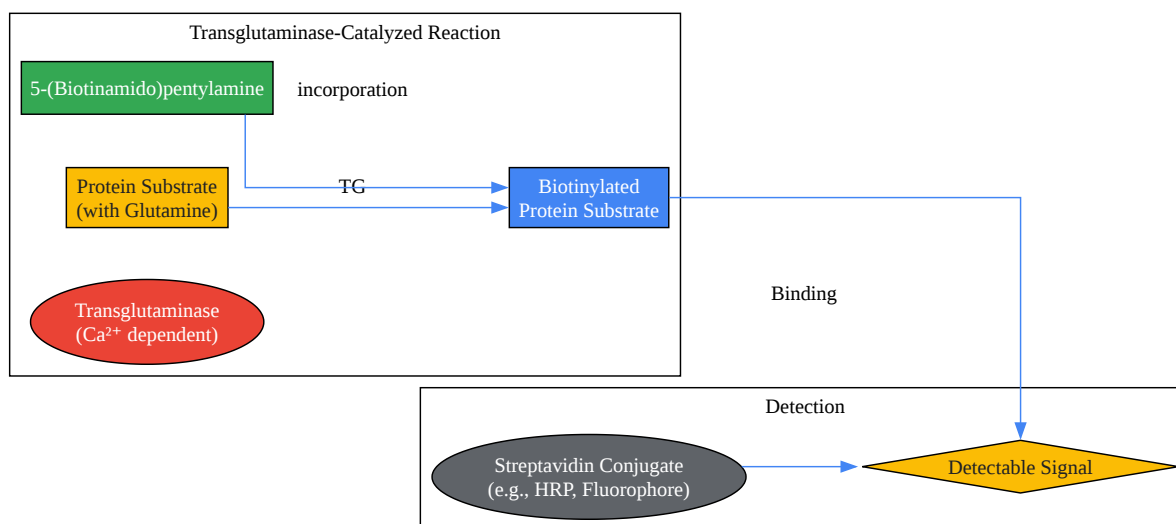 Transglutaminase-Catalyzed Reaction
5-(Biotinamido)pentylamine
incorporation
Protein Substrate
(with Glutamine)
TG
Biotinylated
Protein Substrate
Transglutaminase
(Ca²⁺ dependent)
Binding
Detection
Streptavidin Conjugate
(e.g., HRP, Fluorophore)
Detectable Signal